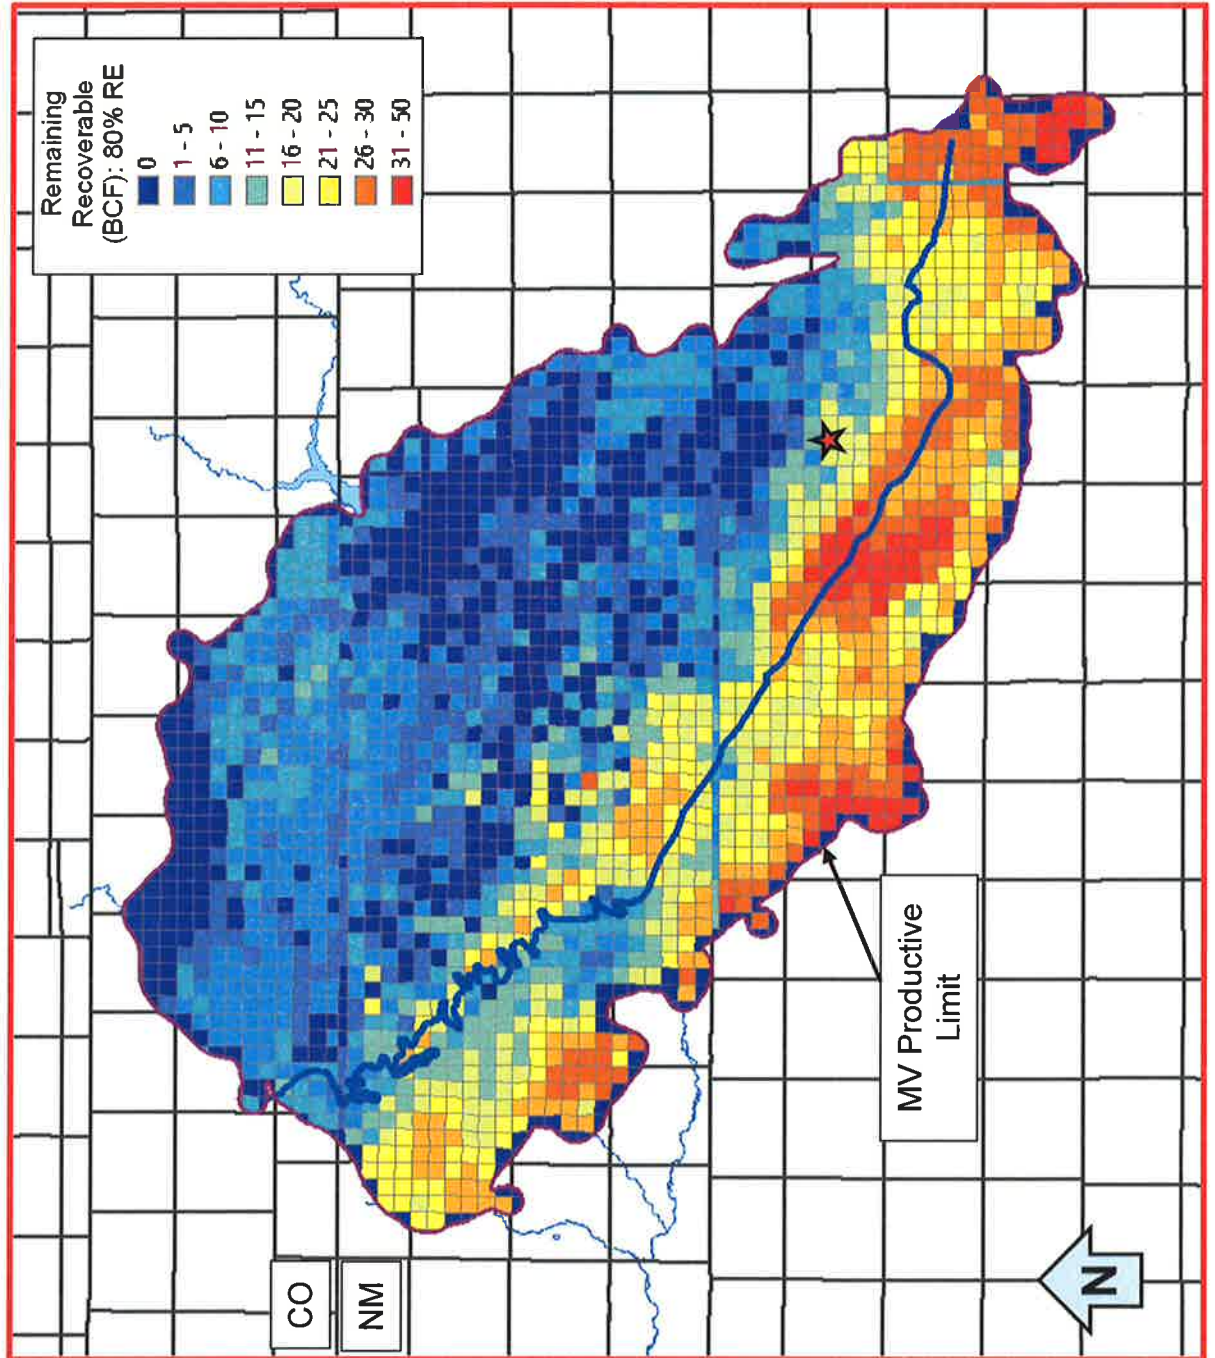 Remaining
Recoverable
(BCF): 80% RE
0
1 - 5
6 - 10
11 - 15
16 - 20
21 - 25
26 - 30
31 - 50
CO
NM
MV Productive
Limit
N